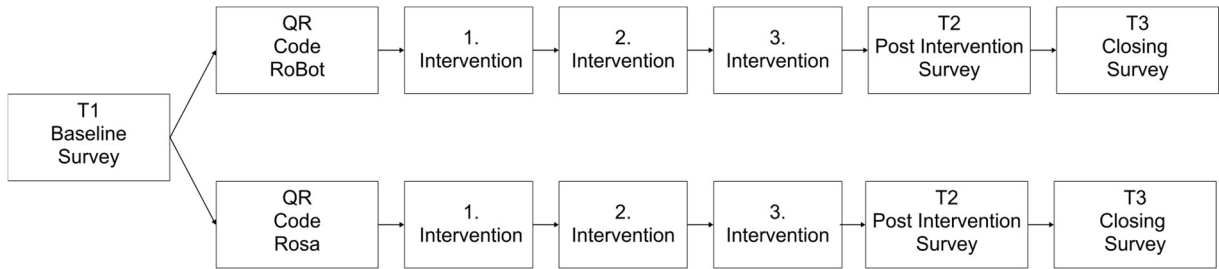 QR
Code
RoBot
1.
Intervention
2.
Intervention
3.
Intervention
T2
Post Intervention
Survey
T3
Closing
Survey
T1
Baseline
Survey
QR
Code
Rosa
1.
Intervention
2.
Intervention
3.
Intervention
T2
Post Intervention
Survey
T3
Closing
Survey